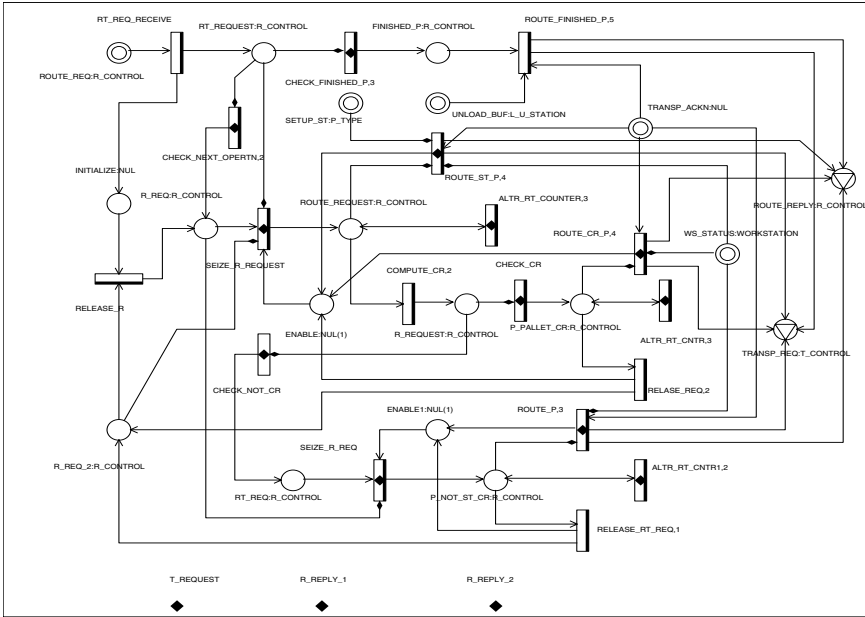 RT_REQ_RECEIVE
RT_REQUEST:R_CONTROL
FINISHED_P:R_CONTROL
ROUTE_FINISHED_P,5
ROUTE_REQ:R_CONTROL
CHECK_FINISHED_P,3
SETUP_ST:P_TYPE
UNLOAD_BUF:L_U_STATION
TRANSP_ACKN:NUL
CHECK_NEXT_OPERTN,2
INITIALIZE:NUL
ROUTE_ST_P,4
R_REQ:R_CONTROL
ROUTE_REQUEST:R_CONTROL
ALTR_RT_COUNTER,3
ROUTE_REPLY:R_CONTROL
ROUTE_CR_P,4
WS_STATUS:WORKSTATION
SEIZE_R_REQUEST
COMPUTE_CR,2
CHECK_CR
RELEASE_R
ENABLE:NUL(1)
R_REQUEST:R_CONTROL
P_PALLET_CR:R_CONTROL
ALTR_RT_CNTR,3
TRANSP_REQ:T_CONTROL
CHECK_NOT_CR
RELASE_REQ,2
ENABLE1:NUL(1)
ROUTE_P,3
SEIZE_R_REQ
R_REQ_2:R_CONTROL
ALTR_RT_CNTR1,2
RT_REQ:R_CONTROL
P_NOT_ST_CR:R_CONTROL
RELEASE_RT_REQ,1
T_REQUEST
R_REPLY_1
R_REPLY_2